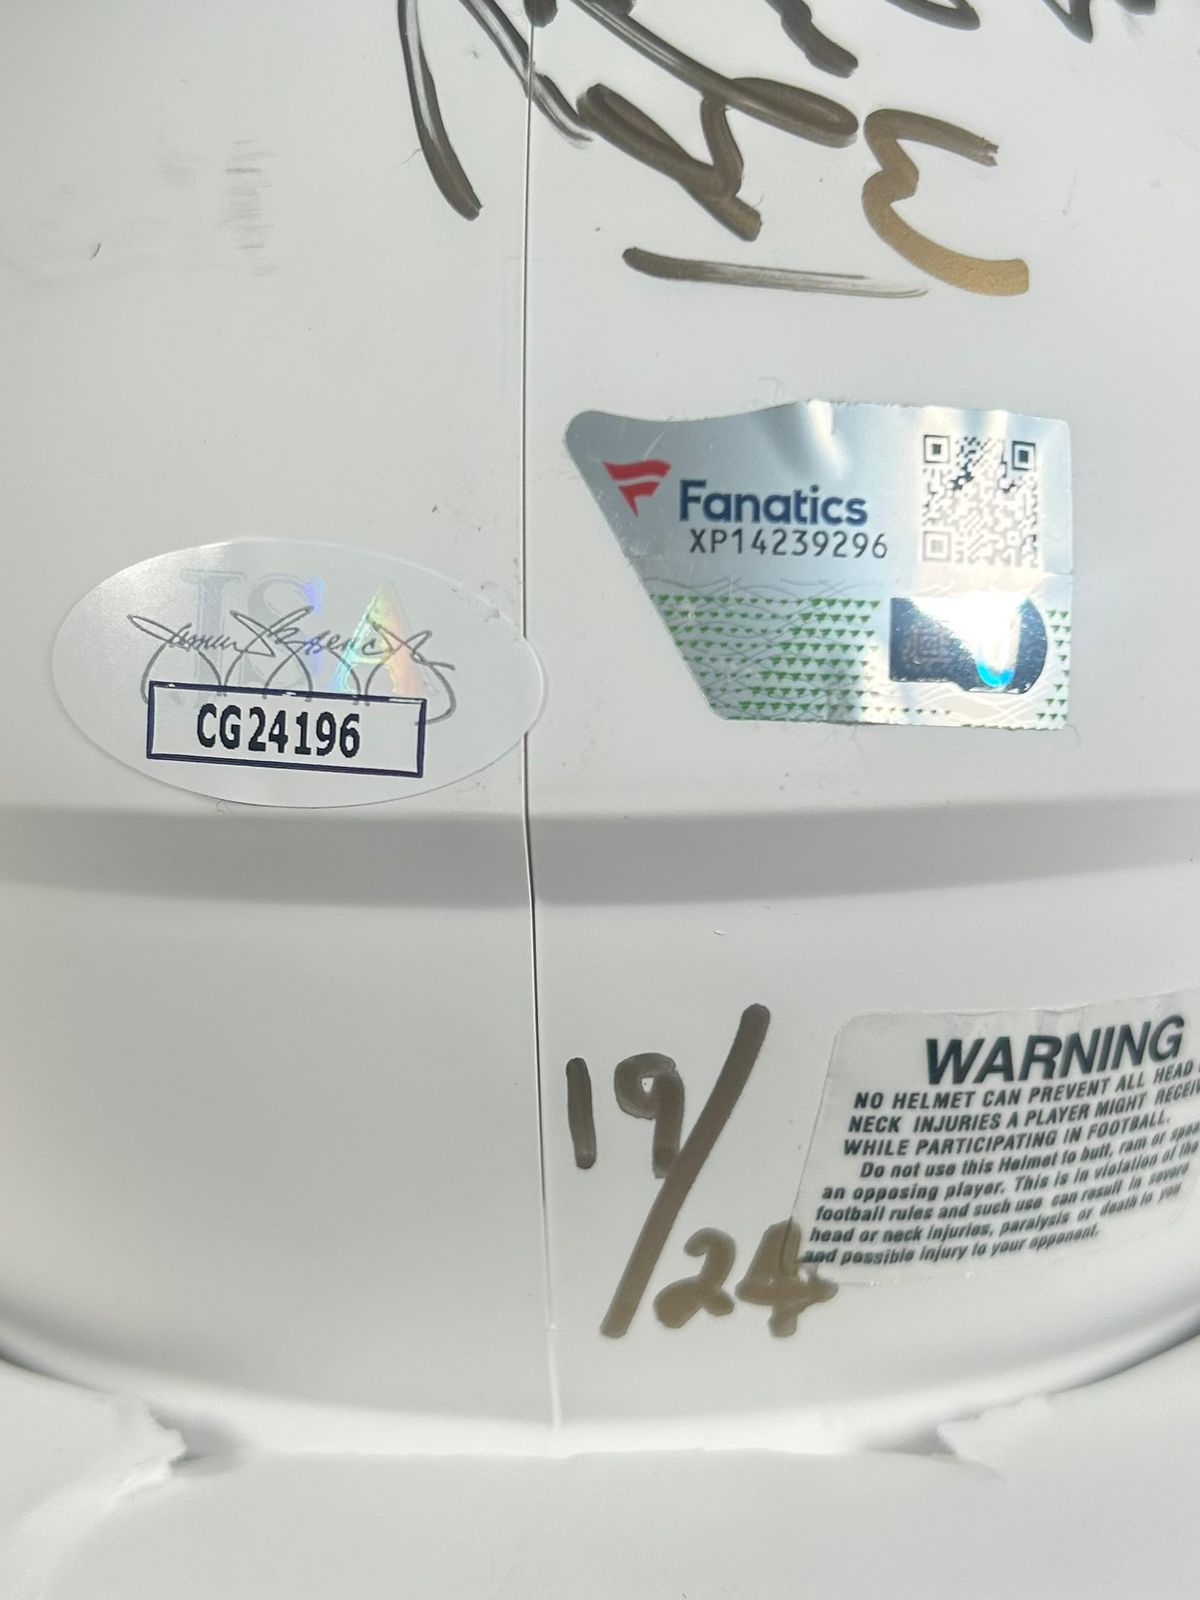 Fanatics
XP14239296
JSA
CG24196
19/24
WARNING
NO HELMET CAN PREVENT ALL HEAD
NECK INJURIES A PLAYER MIGHT RECEIV
WHILE PARTICIPATING IN FOOTBALL.
Do not use this Helmet to butt, ram or spear
an opposing player. This is in violation of the
football rules and such use can result in severe
head or neck injuries, paralysis or death to you
and possible injury to your opponent.